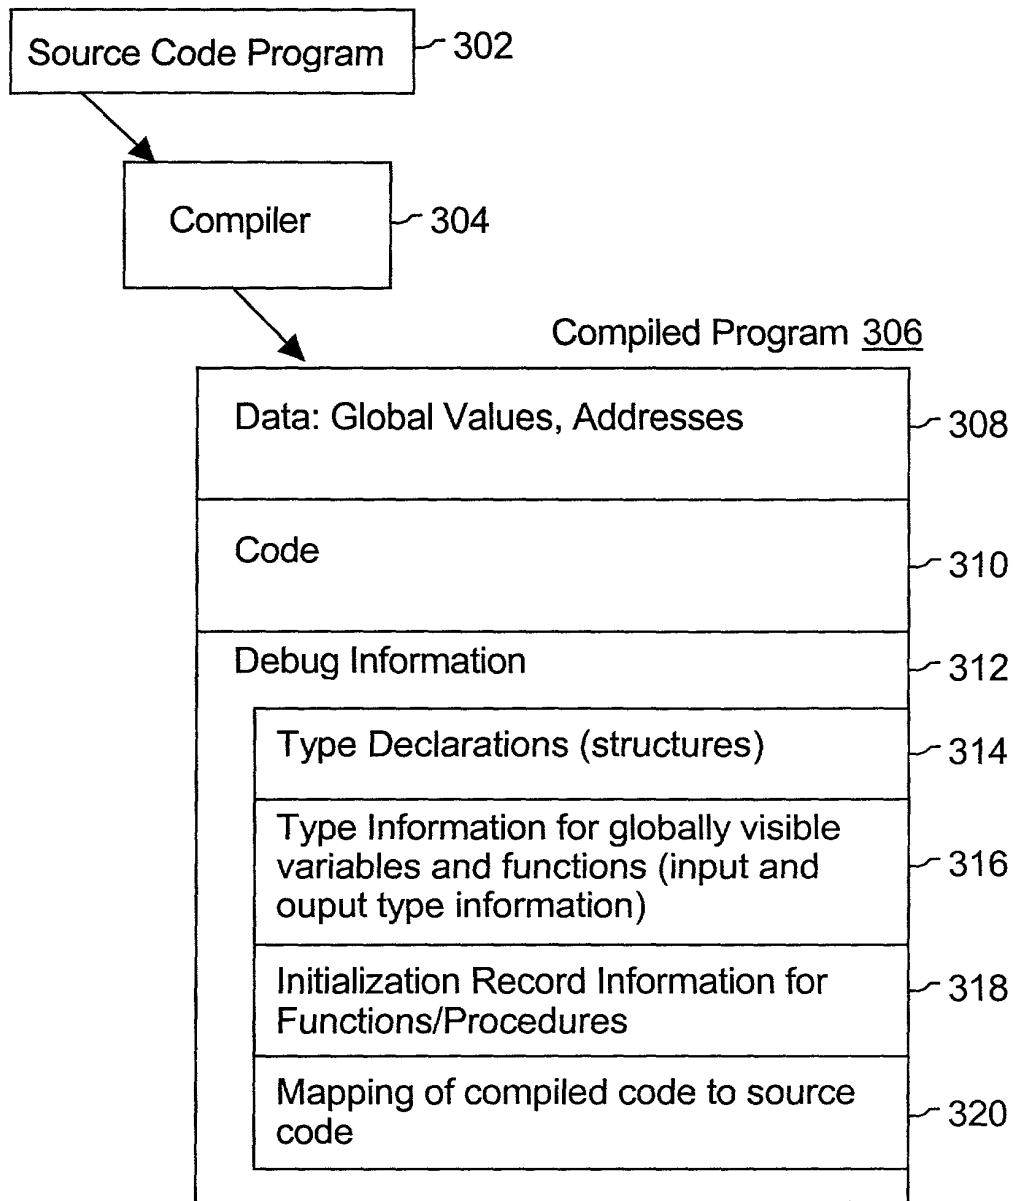 Source Code Program
302
Compiler
304
Compiled Program 306
Data: Global Values, Addresses
308
Code
310
Debug Information
312
Type Declarations (structures)
314
Type Information for globally visible
variables and functions (input and
ouput type information)
316
Initialization Record Information for
Functions/Procedures
318
Mapping of compiled code to source
code
320